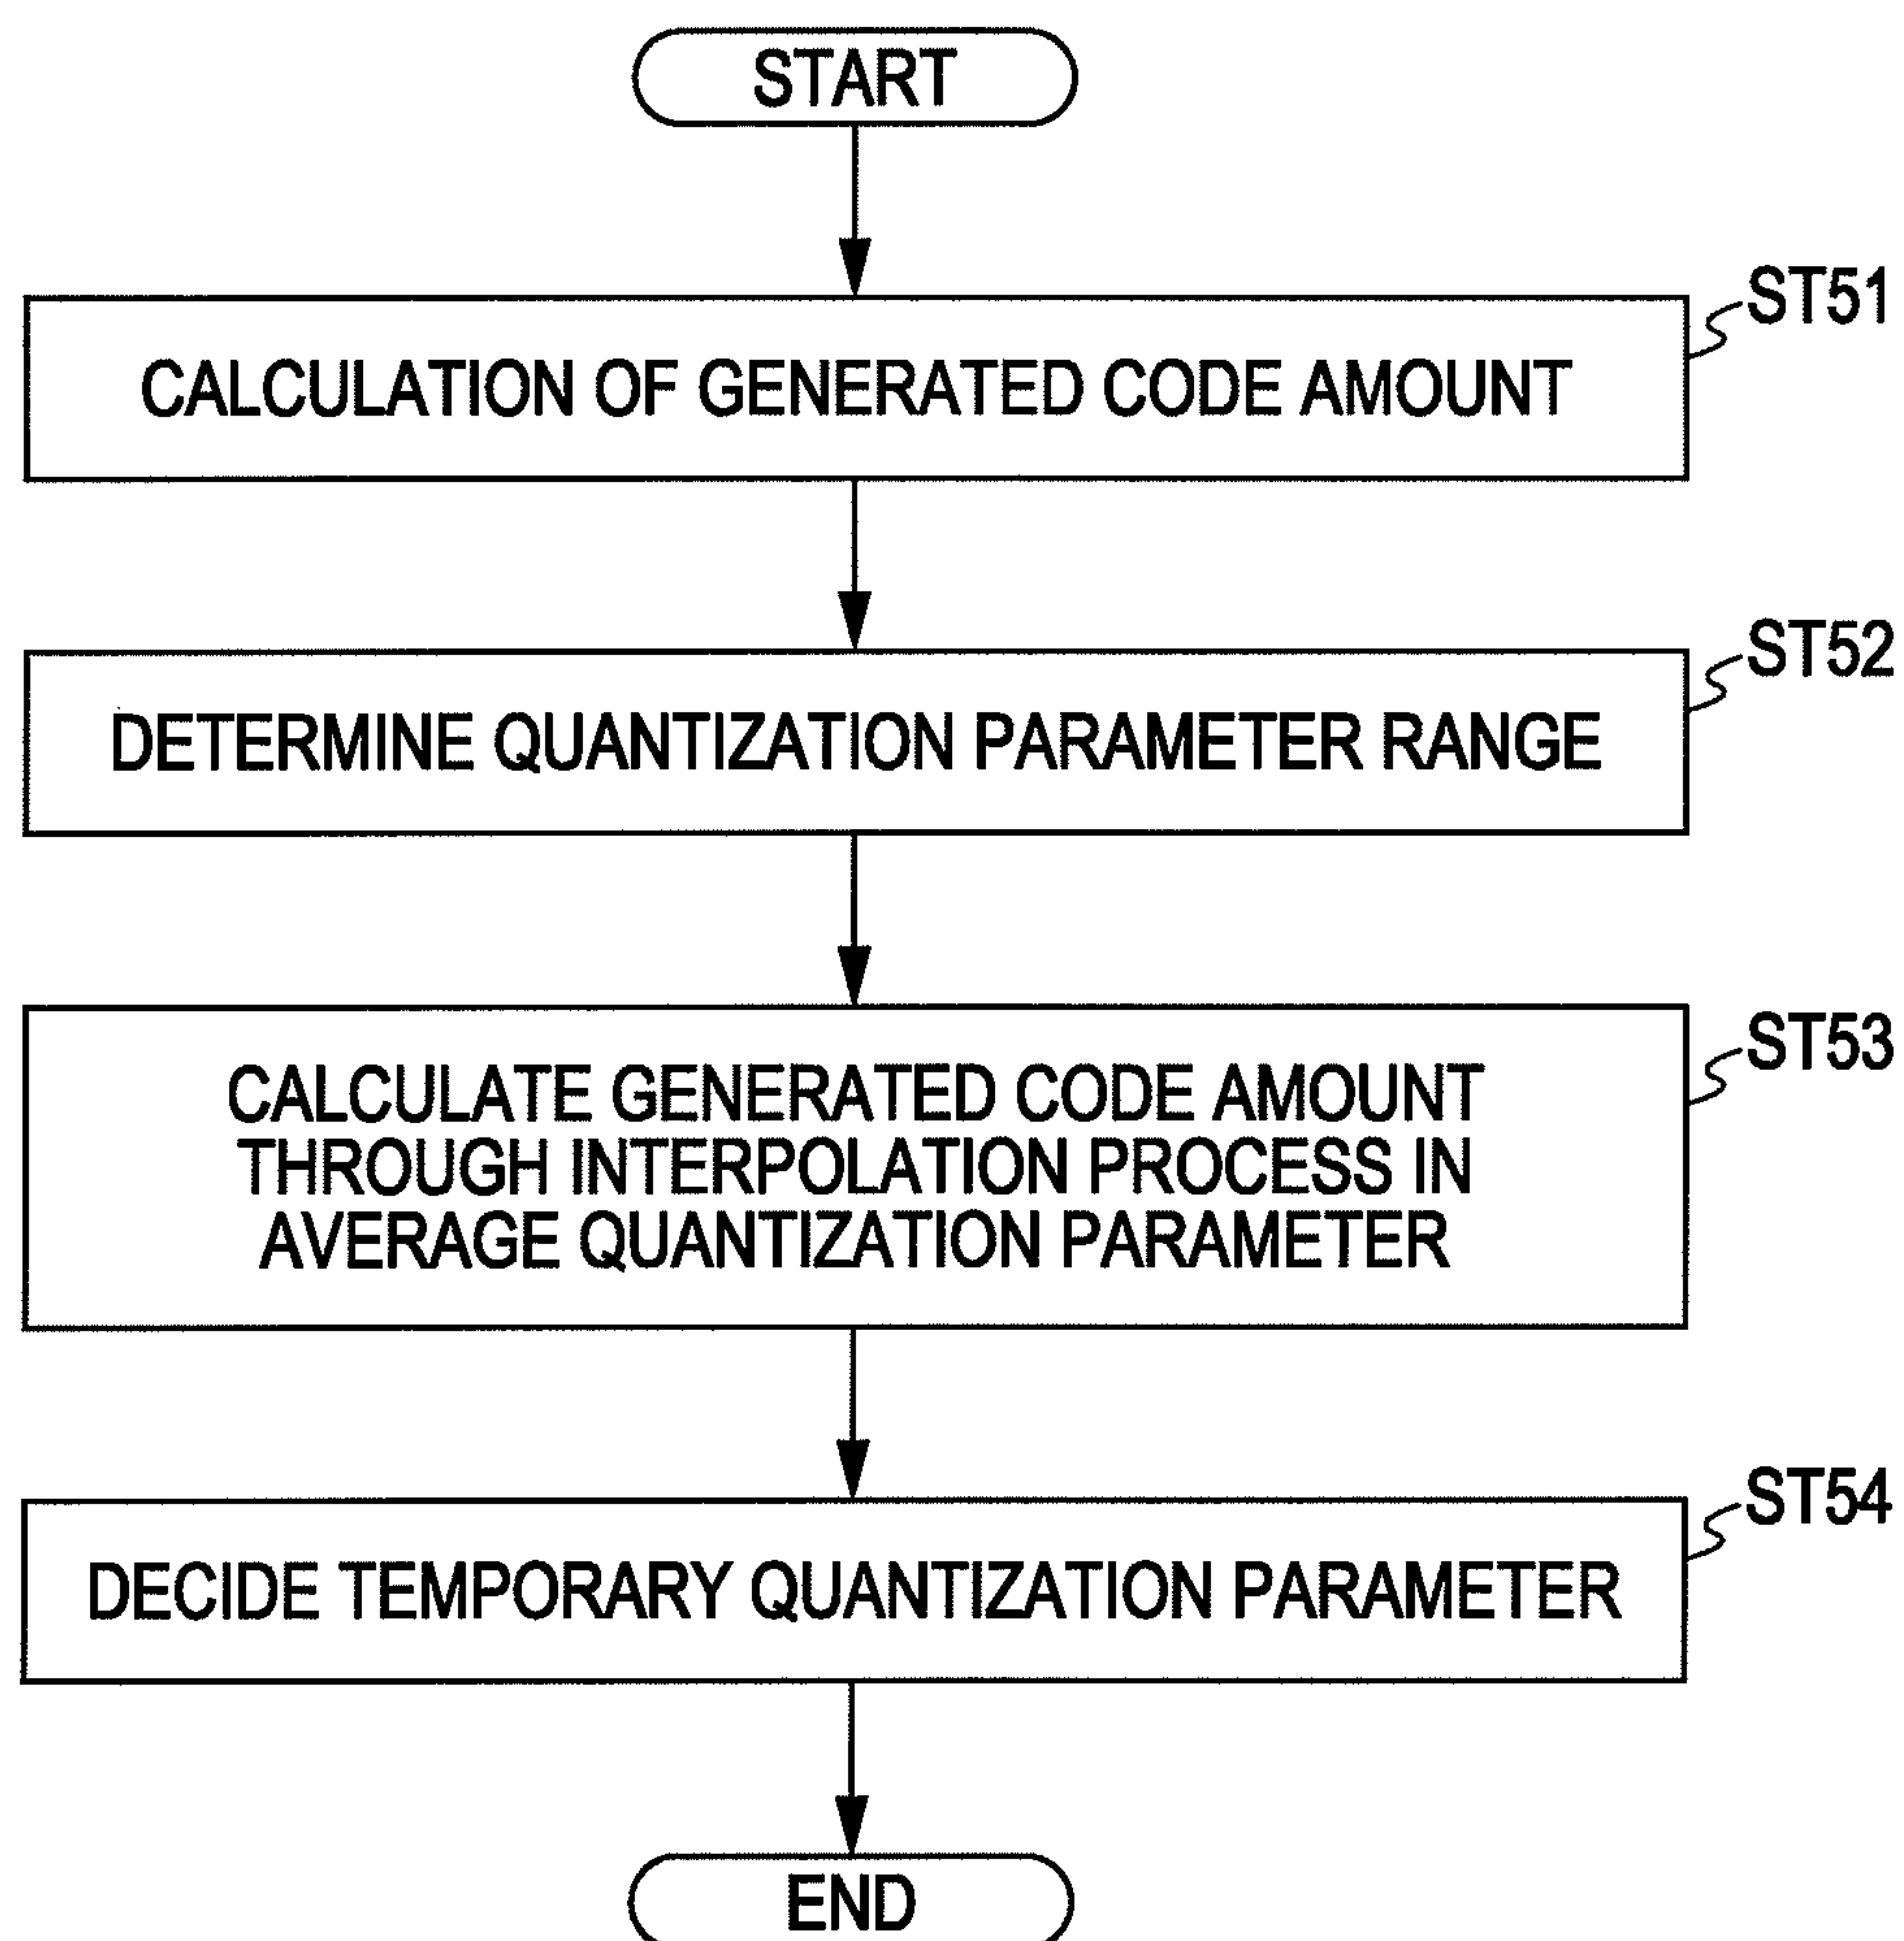 START
ST51
CALCULATION OF GENERATED CODE AMOUNT
ST52
DETERMINE QUANTIZATION PARAMETER RANGE
ST53
CALCULATE GENERATED CODE AMOUNT
THROUGH INTERPOLATION PROCESS IN
AVERAGE QUANTIZATION PARAMETER
ST54
DECIDE TEMPORARY QUANTIZATION PARAMETER
END